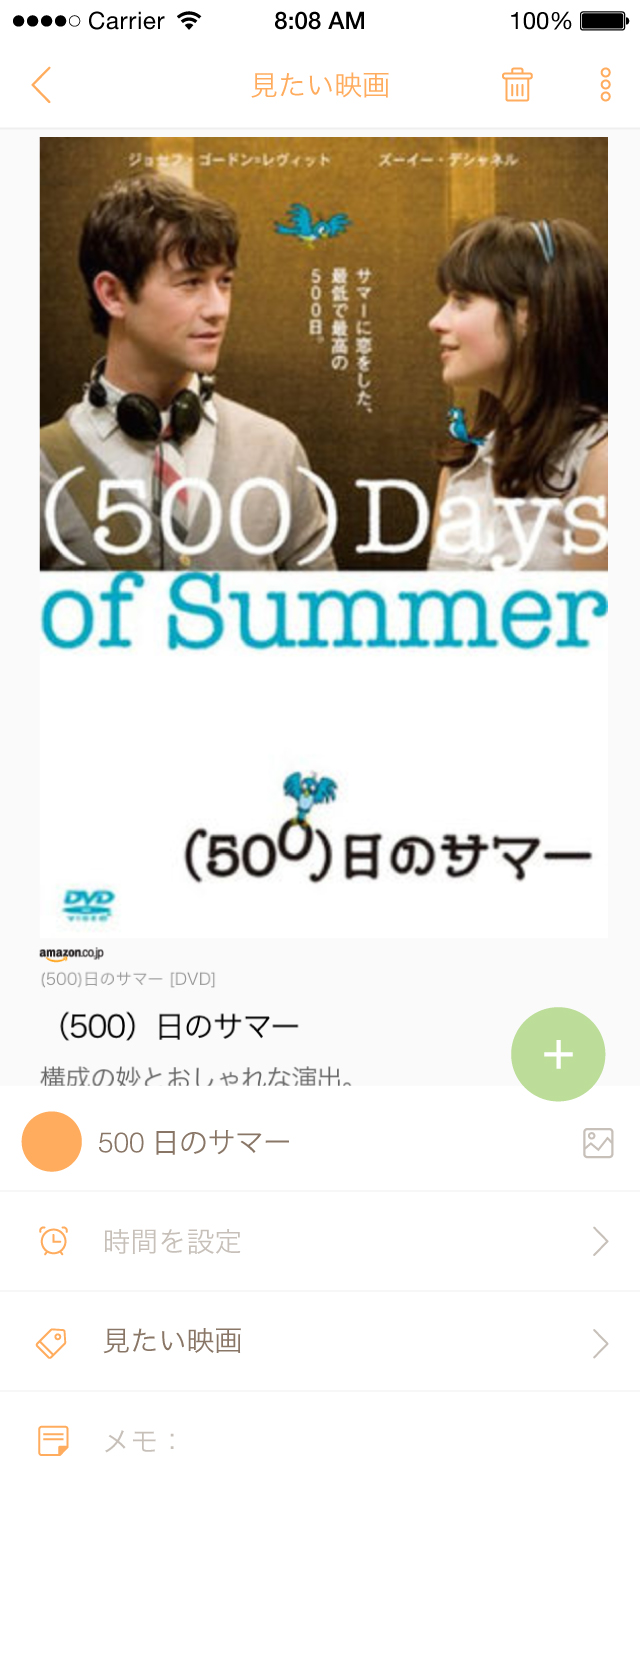 Carrier 8:08 AM 100%
見たい映画
ジョセフ・ゴードン=レヴィット ズーイー・デシャネル
サマーに恋をした、
最低で最高の
500日。
(500) Days
of Summer
(500)日のサマー
DVD
VIDEO
amazon.co.jp
(500)日のサマー [DVD]
（500）日のサマー
構成の妙とおしゃれな演出。
500 日のサマー
時間を設定
見たい映画
メモ：